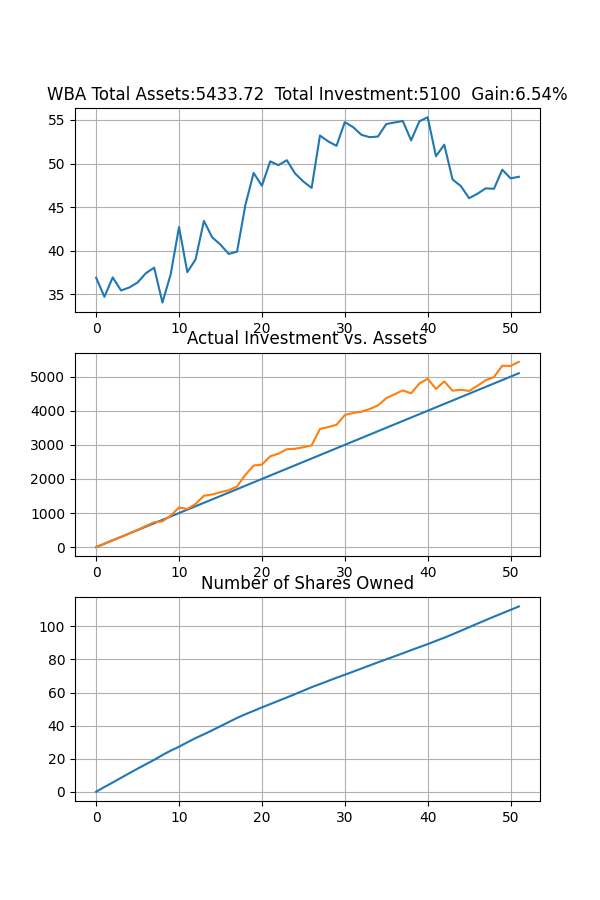 WBA Total Assets:5433.72  Total Investment:5100  Gain:6.54%
55
50
45
40
35
0 10 20 30 40 50
Actual Investment vs. Assets
5000
4000
3000
2000
1000
0
0 10 20 30 40 50
Number of Shares Owned
100
80
60
40
20
0
0 10 20 30 40 50